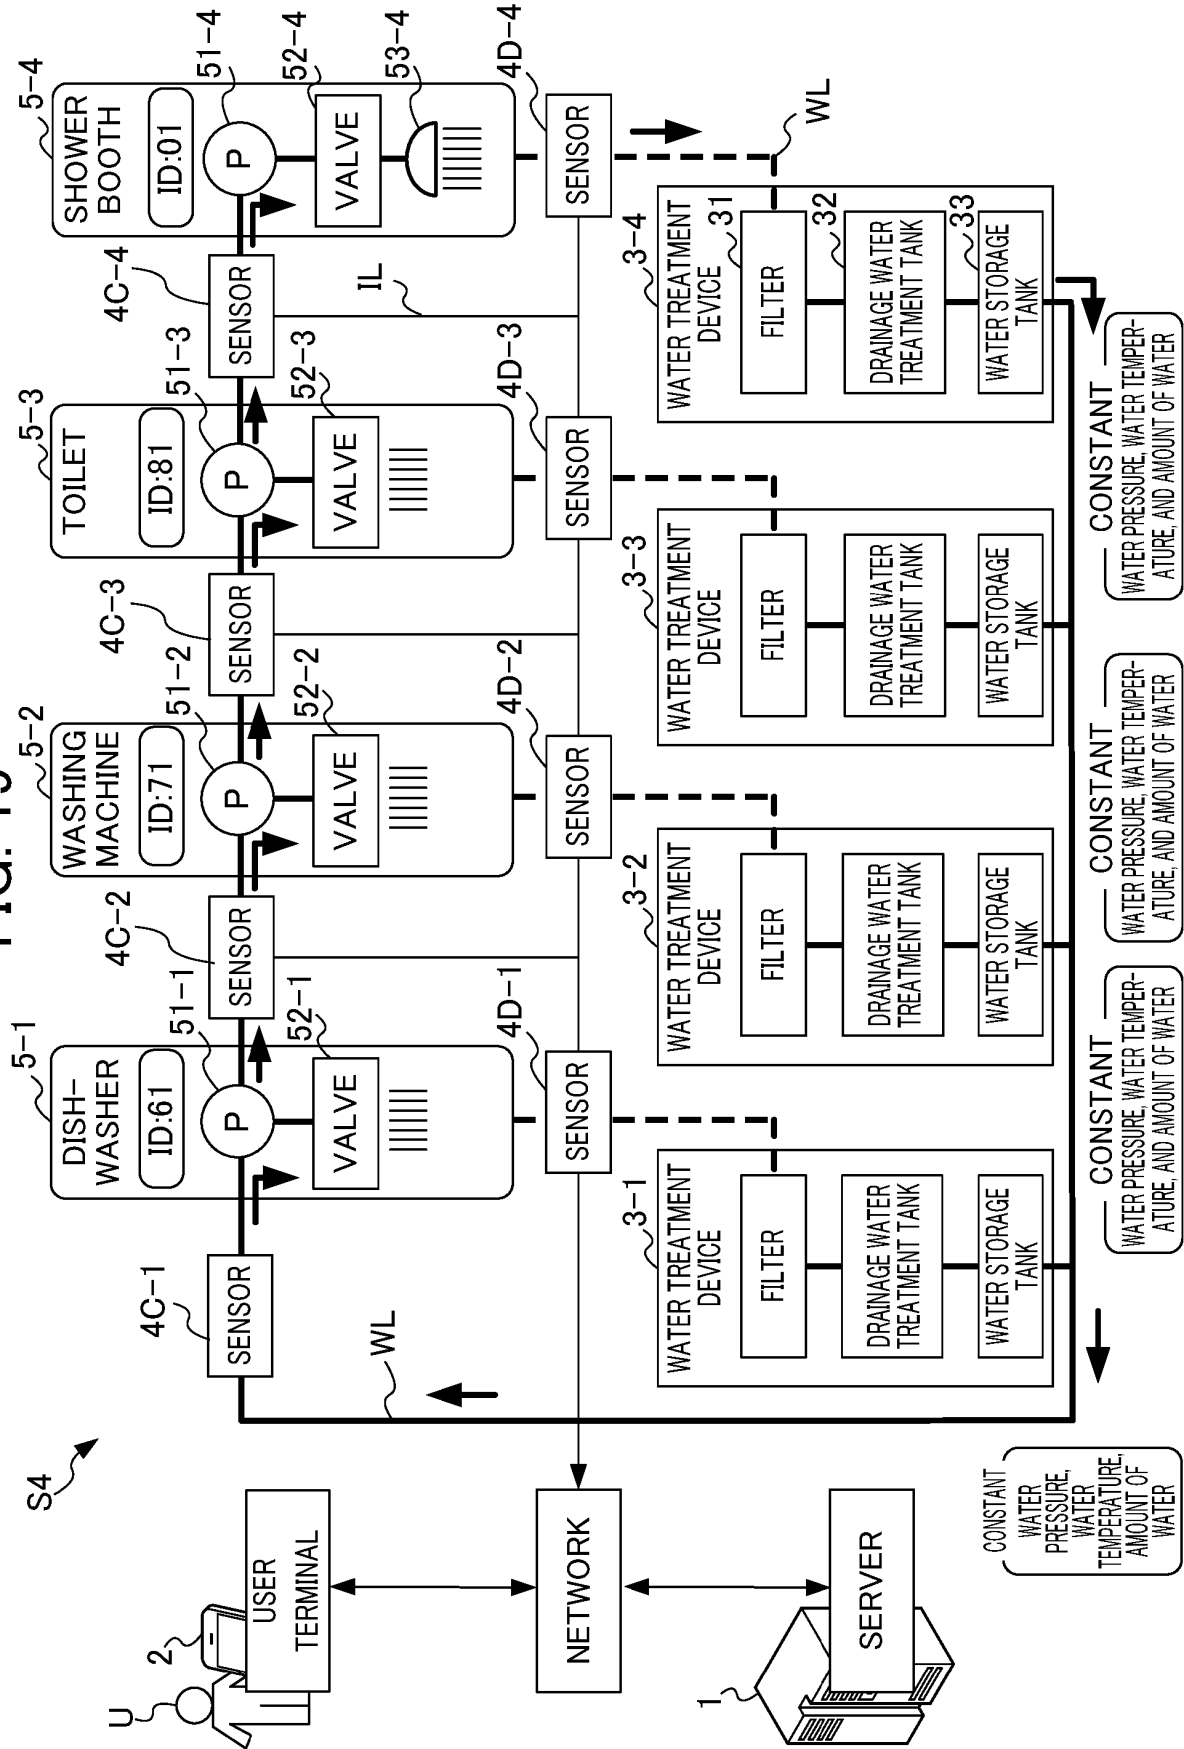 S4
U
2
USER
TERMINAL
NETWORK
1
SERVER
5-1
DISH-
WASHER
ID:61
51-1
P
52-1
VALVE
4C-1
SENSOR
4D-1
SENSOR
WL
5-2
WASHING
MACHINE
ID:71
51-2
P
52-2
VALVE
4C-2
SENSOR
4D-2
SENSOR
5-3
TOILET
ID:81
51-3
P
52-3
VALVE
4C-3
SENSOR
4D-3
SENSOR
5-4
SHOWER
BOOTH
ID:01
51-4
P
52-4
VALVE
53-4
4C-4
SENSOR
IL
4D-4
SENSOR
WL
3-1
WATER TREATMENT
DEVICE
FILTER
DRAINAGE WATER
TREATMENT TANK
WATER STORAGE
TANK
3-2
WATER TREATMENT
DEVICE
FILTER
DRAINAGE WATER
TREATMENT TANK
WATER STORAGE
TANK
3-3
WATER TREATMENT
DEVICE
FILTER
DRAINAGE WATER
TREATMENT TANK
WATER STORAGE
TANK
3-4
WATER TREATMENT
DEVICE
31
FILTER
32
DRAINAGE WATER
TREATMENT TANK
33
WATER STORAGE
TANK
CONSTANT
WATER
PRESSURE,
WATER
TEMPERATURE,
AMOUNT OF
WATER
CONSTANT
WATER PRESSURE, WATER TEMPER-
ATURE, AND AMOUNT OF WATER
CONSTANT
WATER PRESSURE, WATER TEMPER-
ATURE, AND AMOUNT OF WATER
CONSTANT
WATER PRESSURE, WATER TEMPER-
ATURE, AND AMOUNT OF WATER